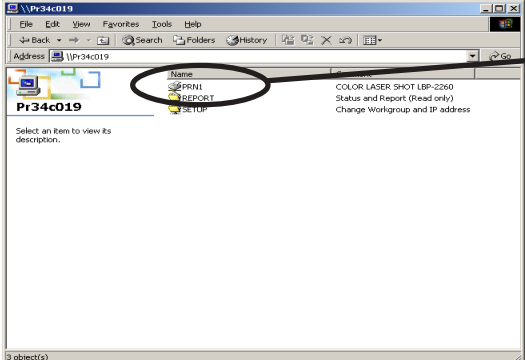 \\Pr34c019
File Edit View Favorites Tools Help
Back Search Folders History
Address \\Pr34c019 Go
Name Comment
PRN1 COLOR LASER SHOT LBP-2260
REPORT Status and Report (Read only)
SETUP Change Workgroup and IP address
Pr34c019
Select an item to view its
description.
3 object(s)